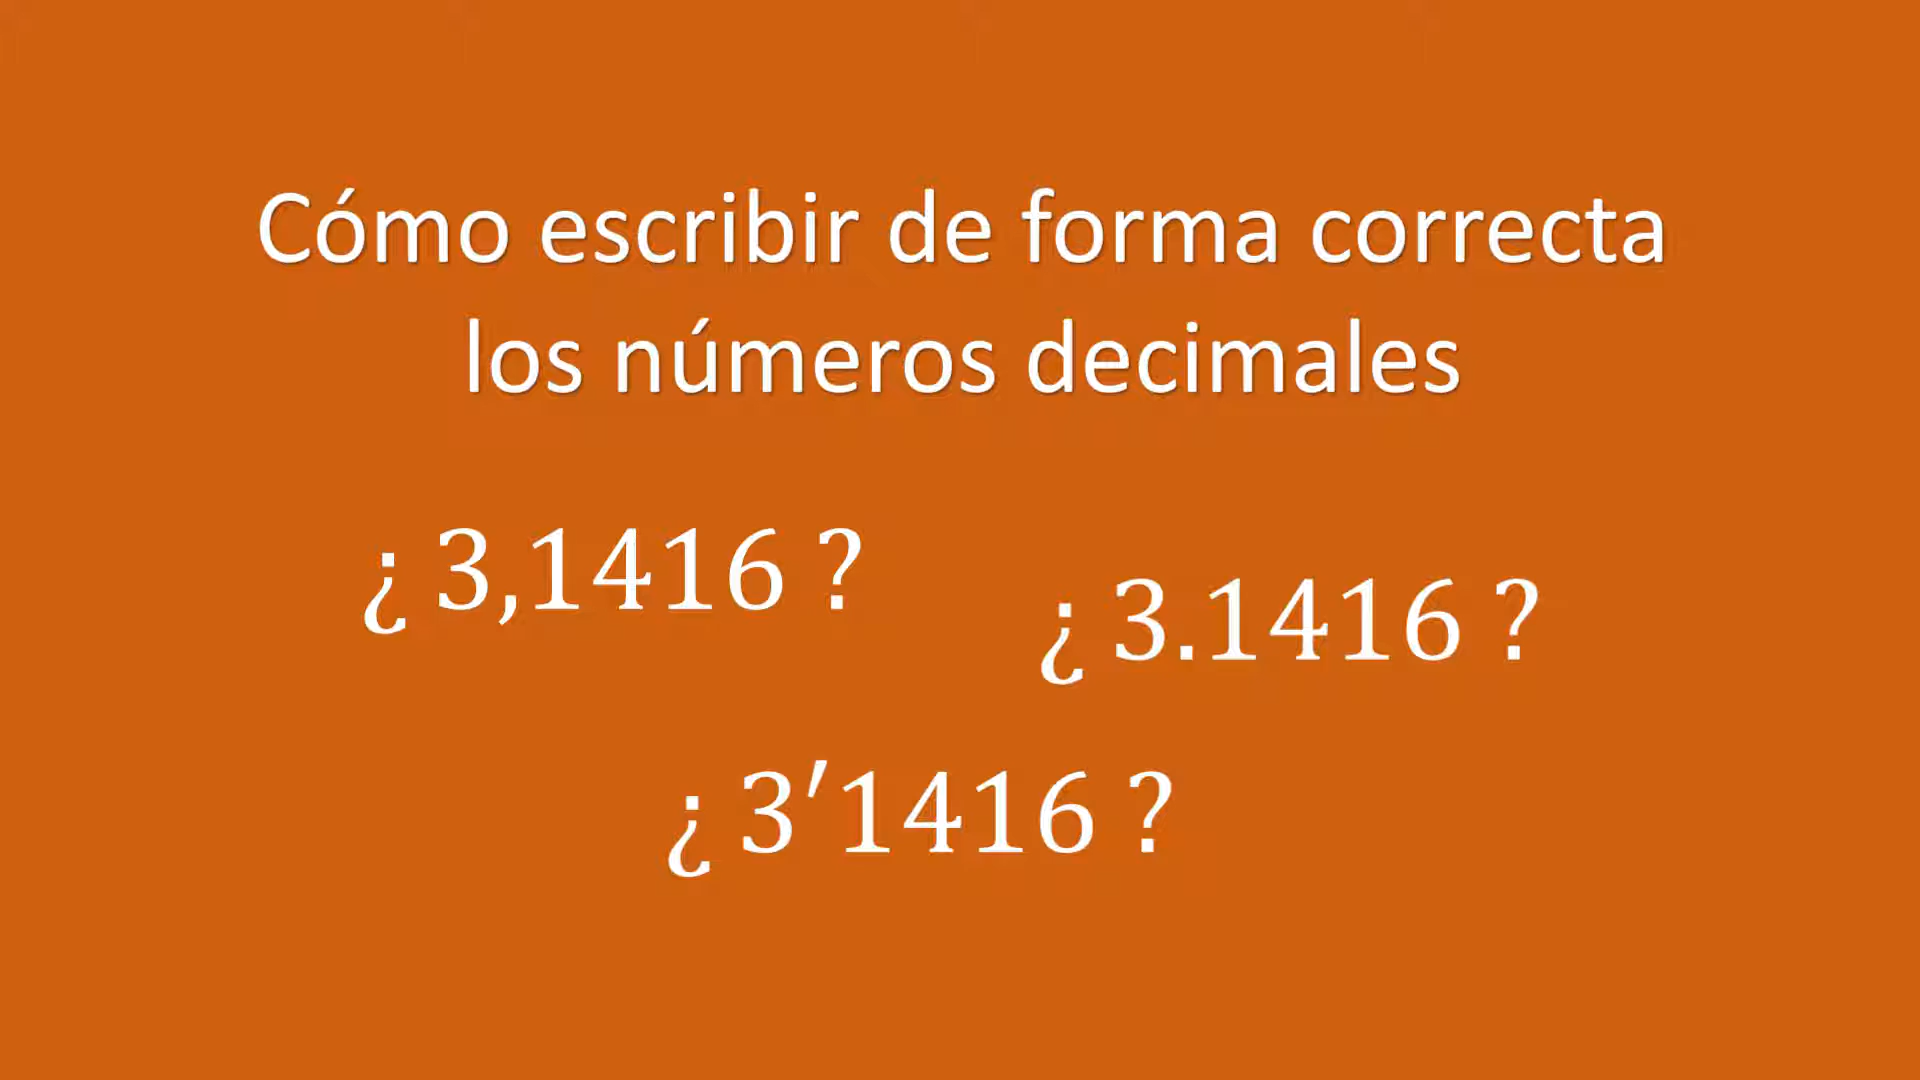 Cómo escribir de forma correcta
los números decimales
¿ 3,1416 ?
¿ 3.1416 ?
¿ 3′1416 ?